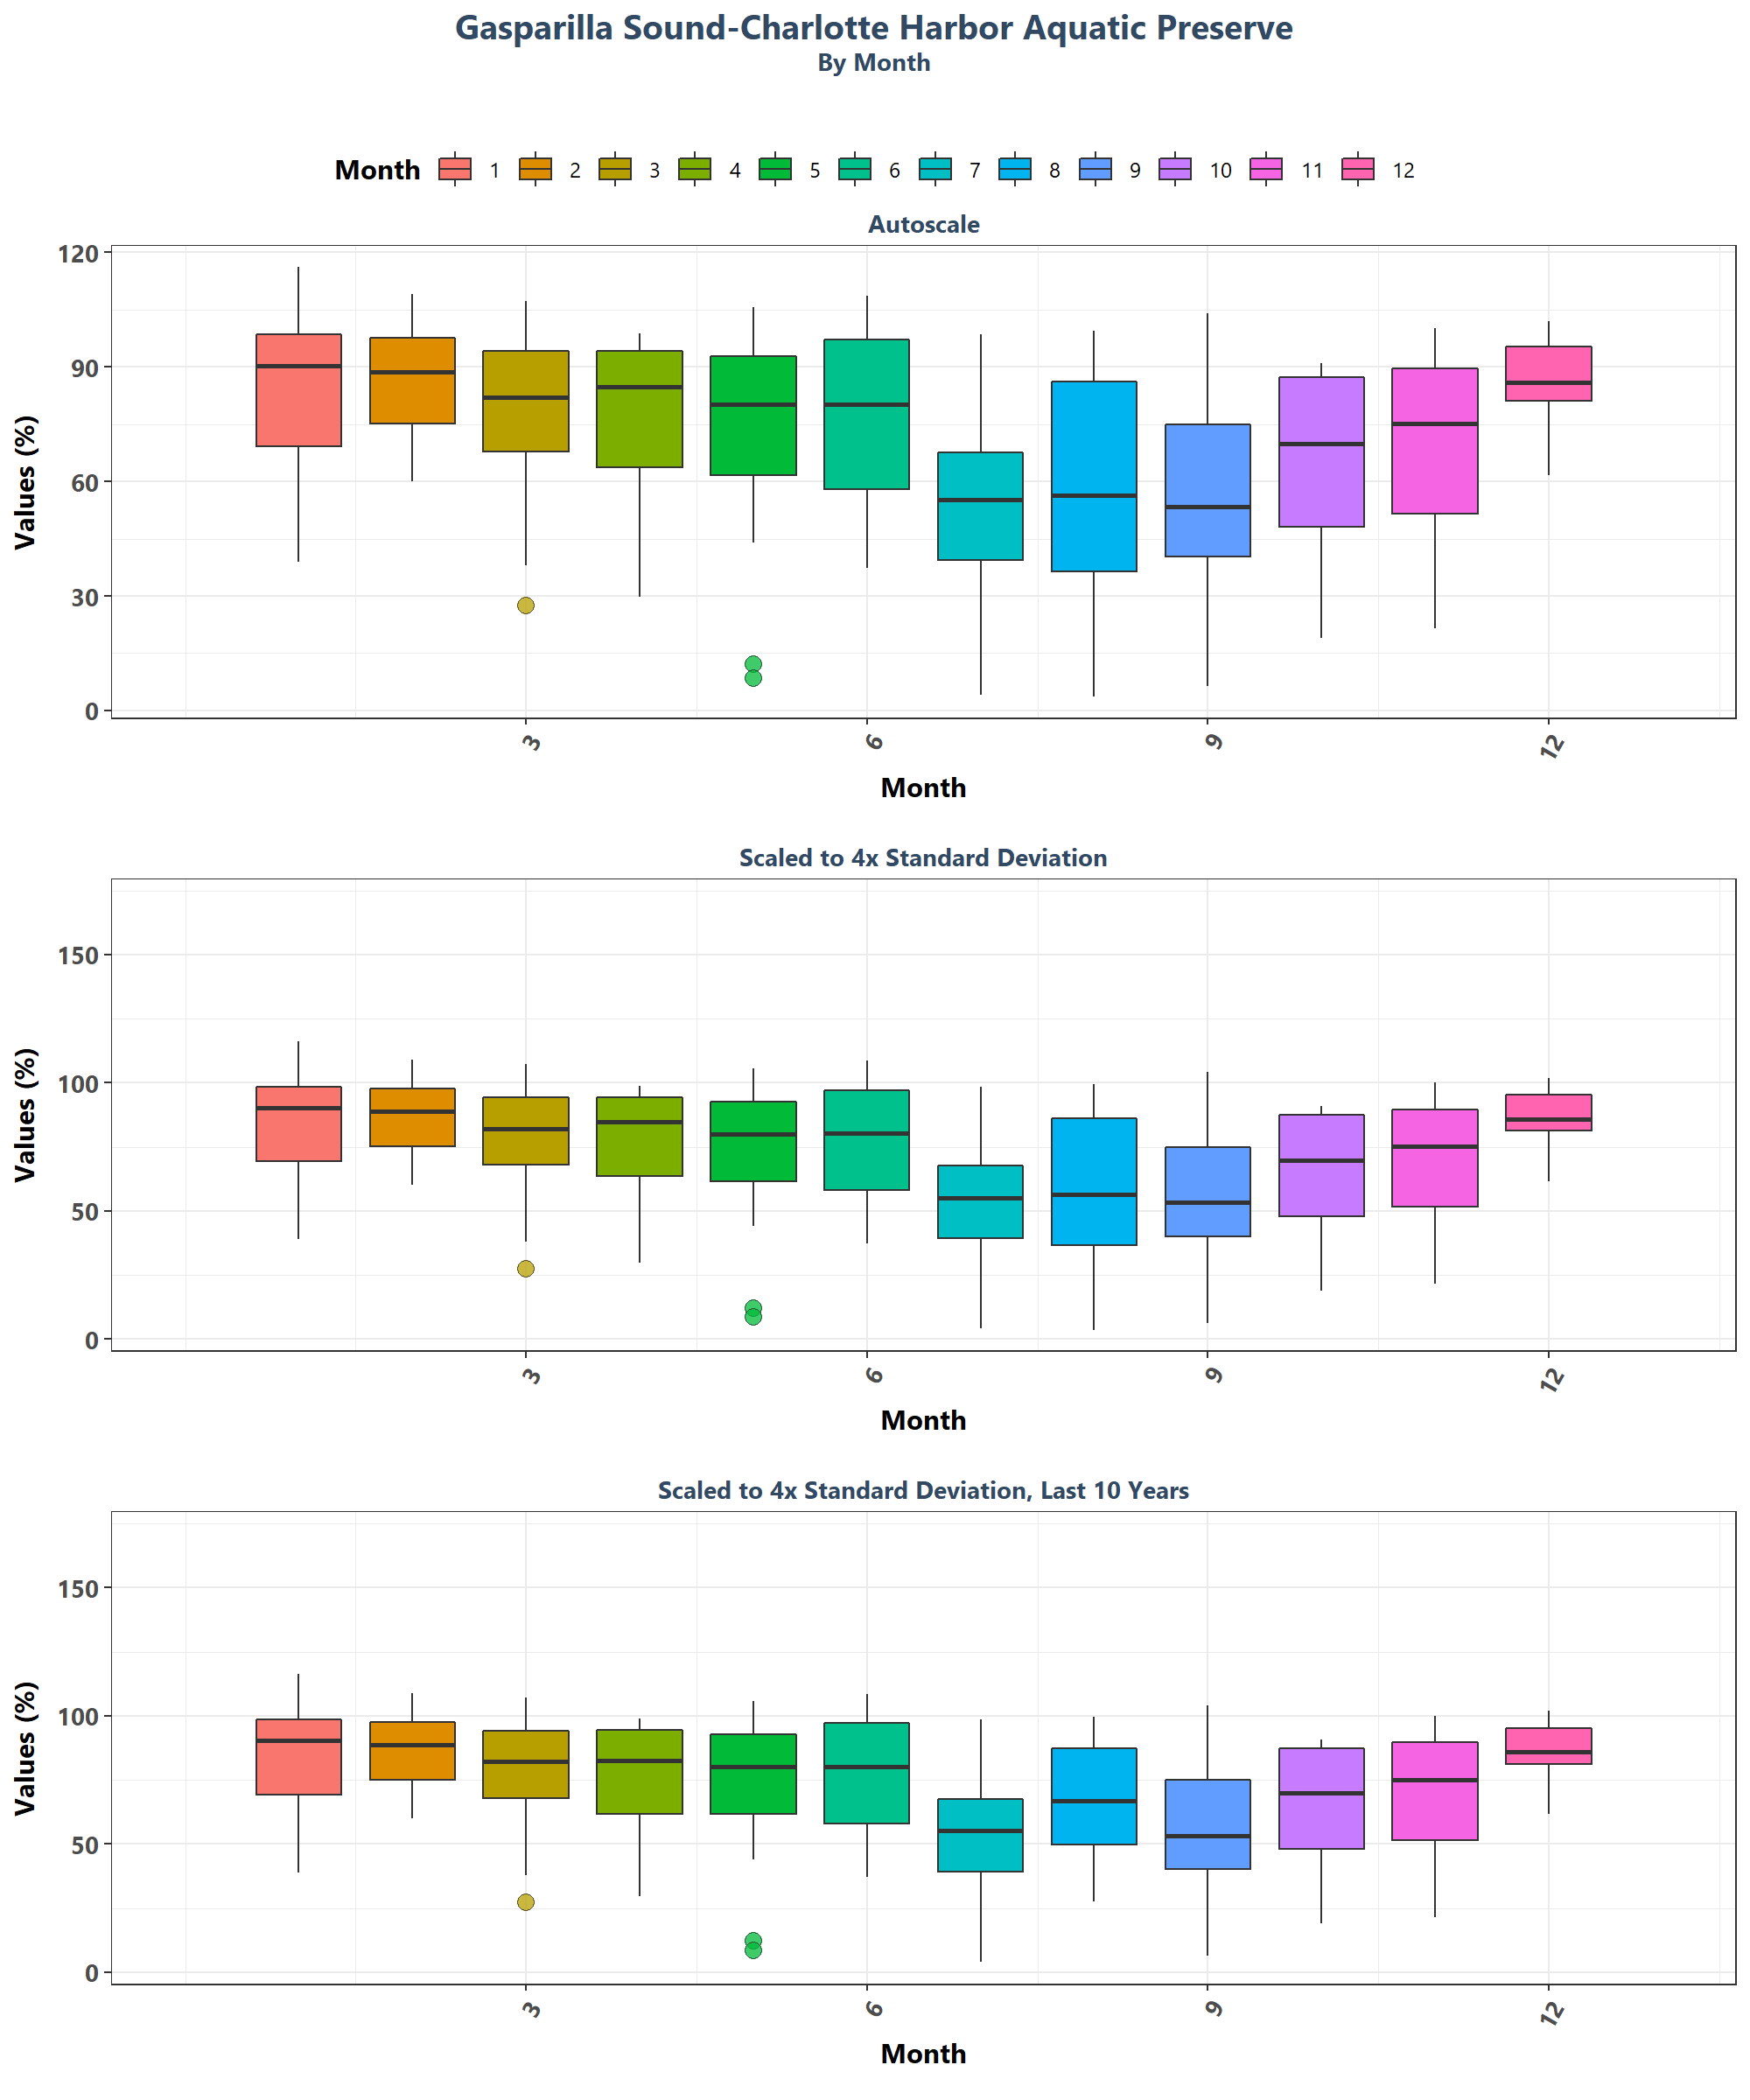 Gasparilla Sound-Charlotte Harbor Aquatic Preserve
By Month
Month 1 2 3 4 5 6 7 8 9 10 11 12
Autoscale
Values (%)
120
90
60
30
0
3 6 9 12
Month
Scaled to 4x Standard Deviation
Values (%)
150
100
50
0
3 6 9 12
Month
Scaled to 4x Standard Deviation, Last 10 Years
Values (%)
150
100
50
0
3 6 9 12
Month